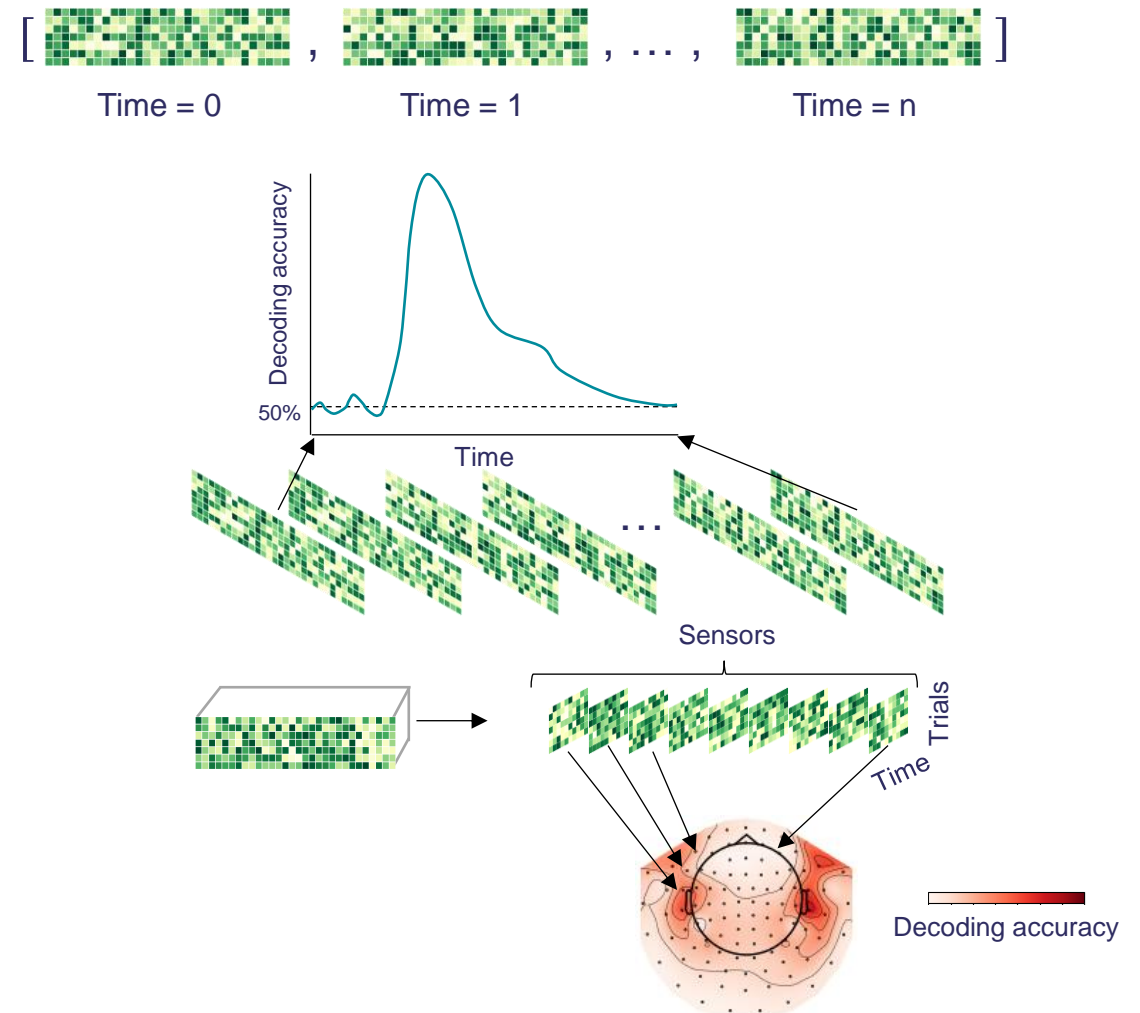 [ , , ... , ]
Time = 0 Time = 1 Time = n
Decoding accuracy
50%
Time
...
Sensors
Trials
Time
Decoding accuracy